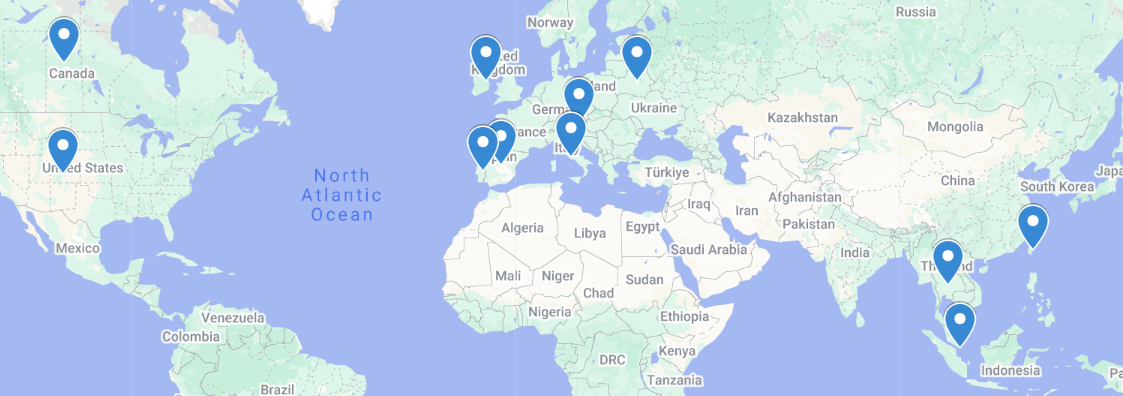 Norway
Russia
Canada
Kingdom
Ukraine
Kazakhstan
Mongolia
United States
Türkiye
China
South Korea
North
Atlantic
Ocean
Iraq
Iran
Afghanistan
Pakistan
Mexico
Algeria
Libya
Egypt
Saudi Arabia
India
Mali
Niger
Chad
Sudan
Venezuela
Nigeria
Ethiopia
Colombia
DRC
Kenya
Indonesia
Tanzania
Brazil